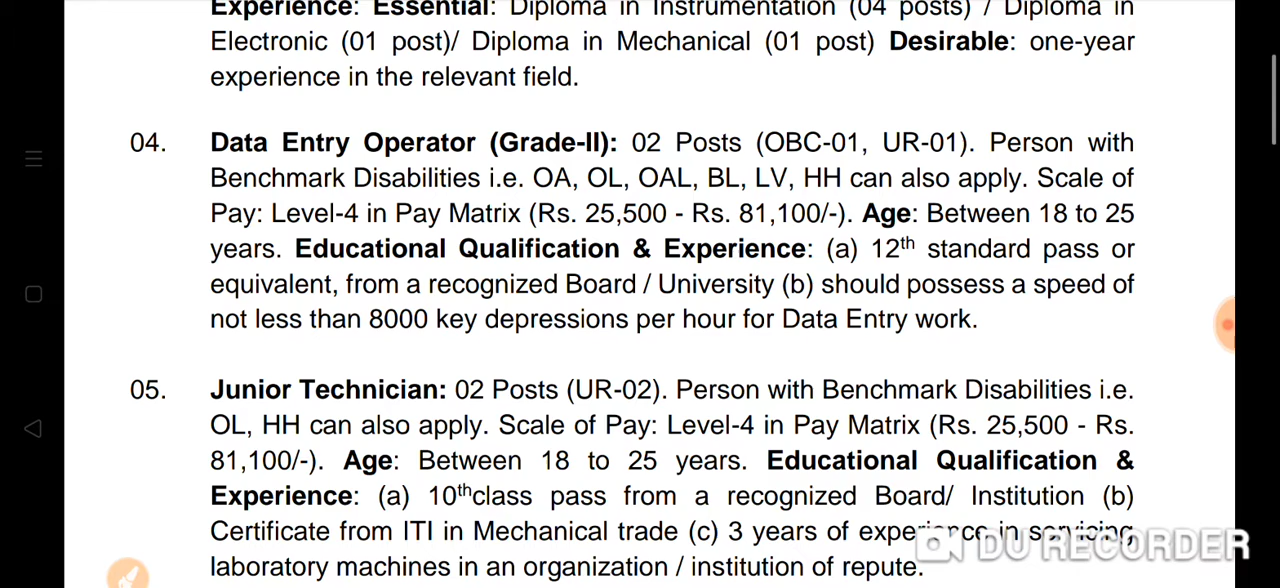 Experience: Essential: Diploma in Instrumentation (04 posts) / Diploma in
Electronic (01 post)/ Diploma in Mechanical (01 post) Desirable: one-year
experience in the relevant field.
04. Data Entry Operator (Grade-II): 02 Posts (OBC-01, UR-01). Person with
Benchmark Disabilities i.e. OA, OL, OAL, BL, LV, HH can also apply. Scale of
Pay: Level-4 in Pay Matrix (Rs. 25,500 - Rs. 81,100/-). Age: Between 18 to 25
years. Educational Qualification & Experience: (a) 12th standard pass or
equivalent, from a recognized Board / University (b) should possess a speed of
not less than 8000 key depressions per hour for Data Entry work.
05. Junior Technician: 02 Posts (UR-02). Person with Benchmark Disabilities i.e.
OL, HH can also apply. Scale of Pay: Level-4 in Pay Matrix (Rs. 25,500 - Rs.
81,100/-). Age: Between 18 to 25 years. Educational Qualification &
Experience: (a) 10thclass pass from a recognized Board/ Institution (b)
Certificate from ITI in Mechanical trade (c) 3 years of experience in servicing
DU RECORDER
laboratory machines in an organization / institution of repute.